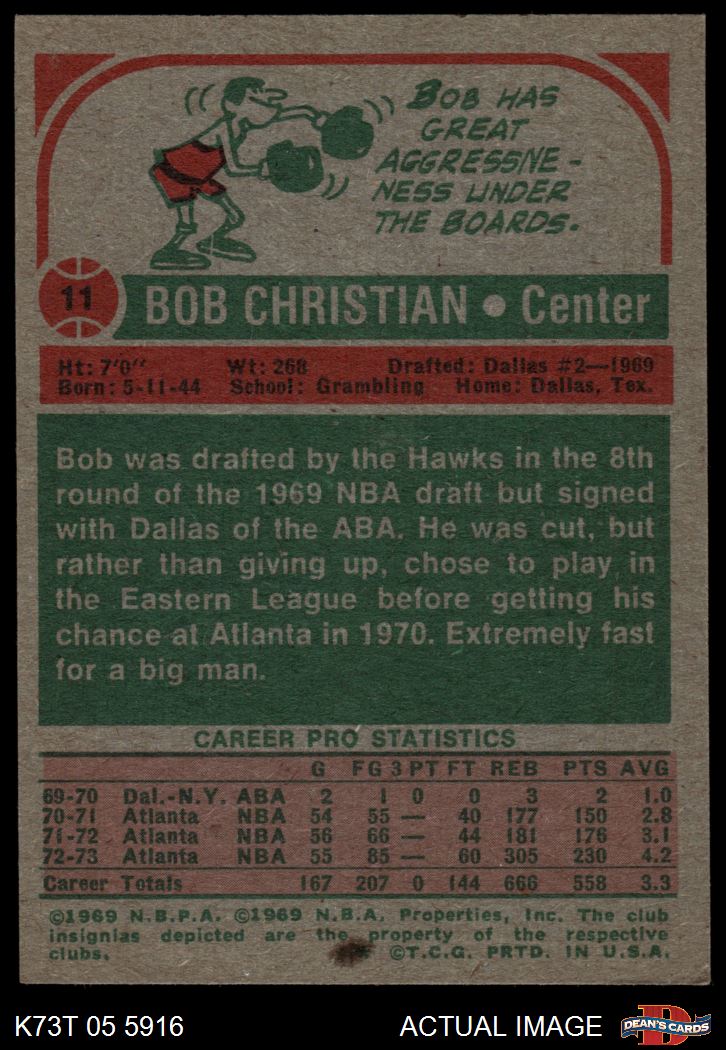 BOB HAS
GREAT
AGGRESSIVE-
NESS UNDER
THE BOARDS.
11
BOB CHRISTIAN • Center
Ht: 7'0" Wt: 268 Drafted: Dallas #2—1969
Born: 5-11-44 School: Grambling Home: Dallas, Tex.
Bob was drafted by the Hawks in the 8th
round of the 1969 NBA draft but signed
with Dallas of the ABA. He was cut, but
rather than giving up, chose to play in
the Eastern League before getting his
chance at Atlanta in 1970. Extremely fast
for a big man.
CAREER PRO STATISTICS
G FG 3 PT FT REB PTS AVG
69-70 Dal.-N.Y. ABA 2 1 0 0 3 2 1.0
70-71 Atlanta NBA 54 55 — 40 177 150 2.8
71-72 Atlanta NBA 56 66 — 44 181 176 3.1
72-73 Atlanta NBA 55 85 — 60 305 230 4.2
Career Totals 167 207 0 144 666 558 3.3
©1969 N.B.P.A. ©1969 N.B.A. Properties, Inc. The club
insignias depicted are the property of the respective
clubs. ©T.C.G. PRTD. IN U.S.A.
K73T 05 5916 ACTUAL IMAGE
D
DEAN'S CARDS